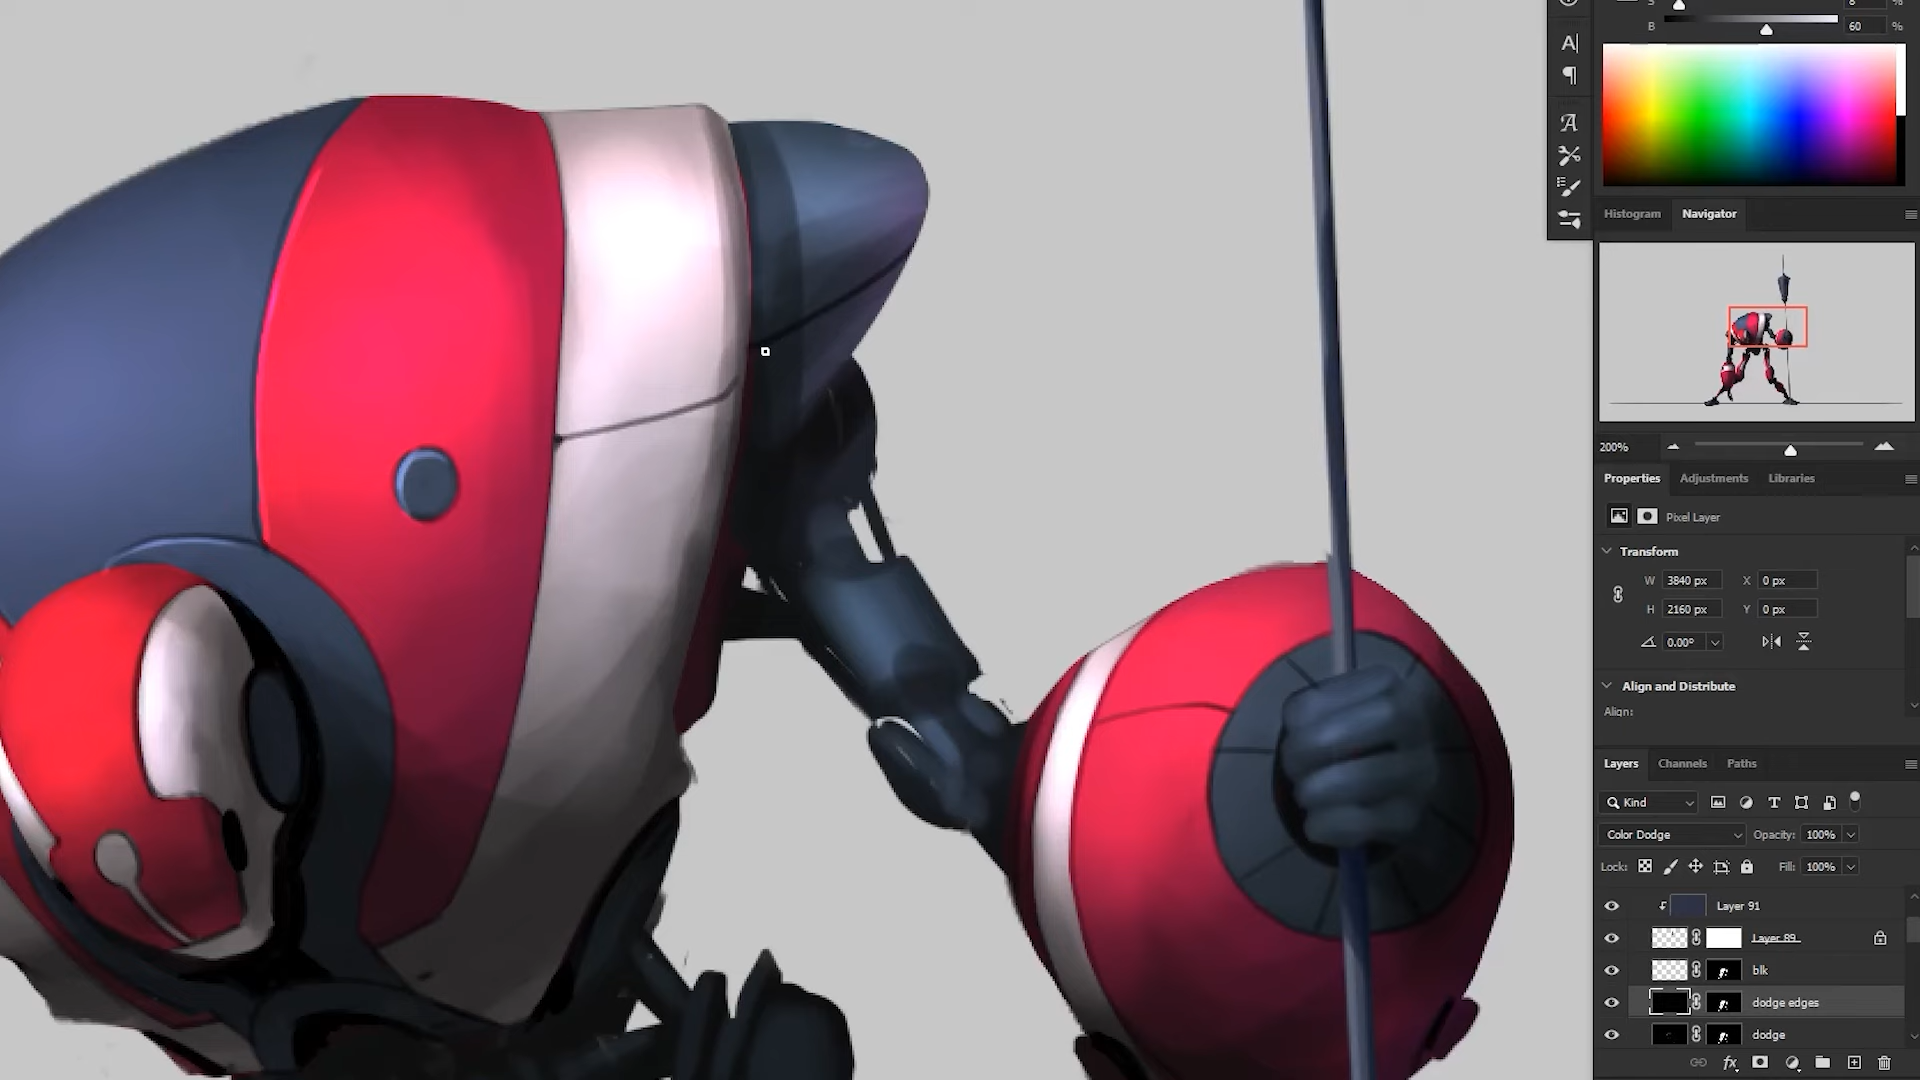 S 8 %
B 60 %
Histogram Navigator
200%
Properties Adjustments Libraries
Pixel Layer
Transform
W 3840 px X 0 px
H 2160 px Y 0 px
0.00°
Align and Distribute
Align:
Layers Channels Paths
Kind
Color Dodge Opacity: 100%
Lock: Fill: 100%
Layer 91
Layer 89
blk
dodge edges
dodge
fx